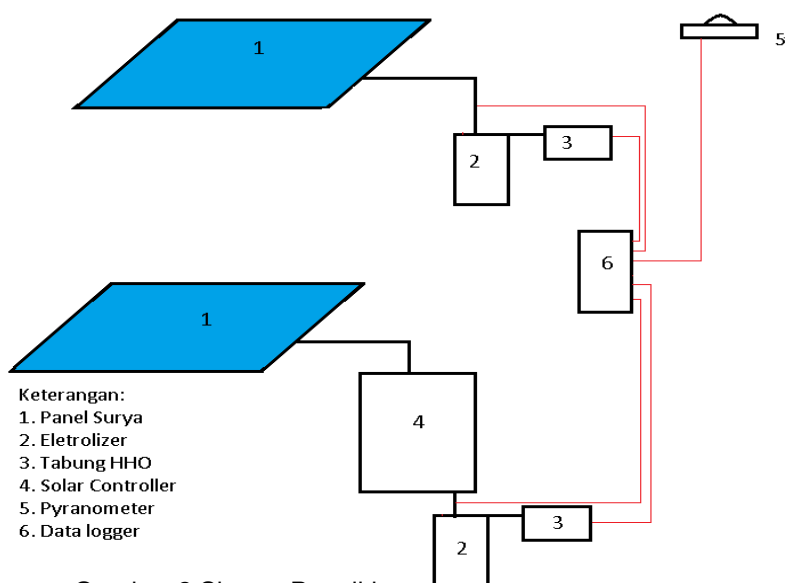 1
5
3
2
6
1
Keterangan:
1. Panel Surya
2. Eletrolizer
3. Tabung HHO
4. Solar Controller
5. Pyranometer
6. Data logger
4
3
2